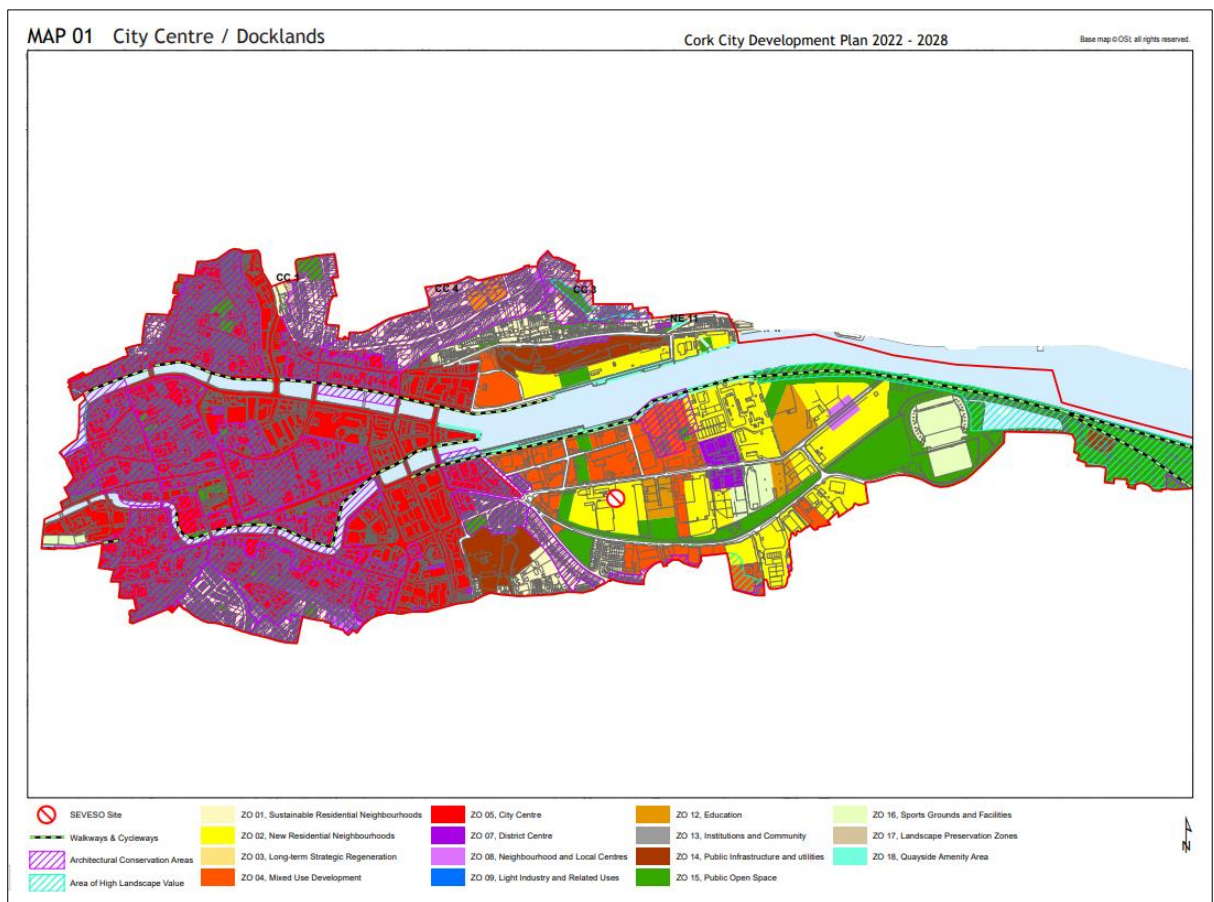 MAP 01 City Centre / Docklands
Cork City Development Plan 2022 - 2028
Base map © OSI; all rights reserved.
CC 1
CC 4
CC 3
NE 11
SEVESO Site
Walkways & Cycleways
Architectural Conservation Areas
Area of High Landscape Value
ZO 01, Sustainable Residential Neighbourhoods
ZO 02, New Residential Neighbourhoods
ZO 03, Long-term Strategic Regeneration
ZO 04, Mixed Use Development
ZO 05, City Centre
ZO 07, District Centre
ZO 08, Neighbourhood and Local Centres
ZO 09, Light Industry and Related Uses
ZO 12, Education
ZO 13, Institutions and Community
ZO 14, Public Infrastructure and utilities
ZO 15, Public Open Space
ZO 16, Sports Grounds and Facilities
ZO 17, Landscape Preservation Zones
ZO 18, Quayside Amenity Area
N